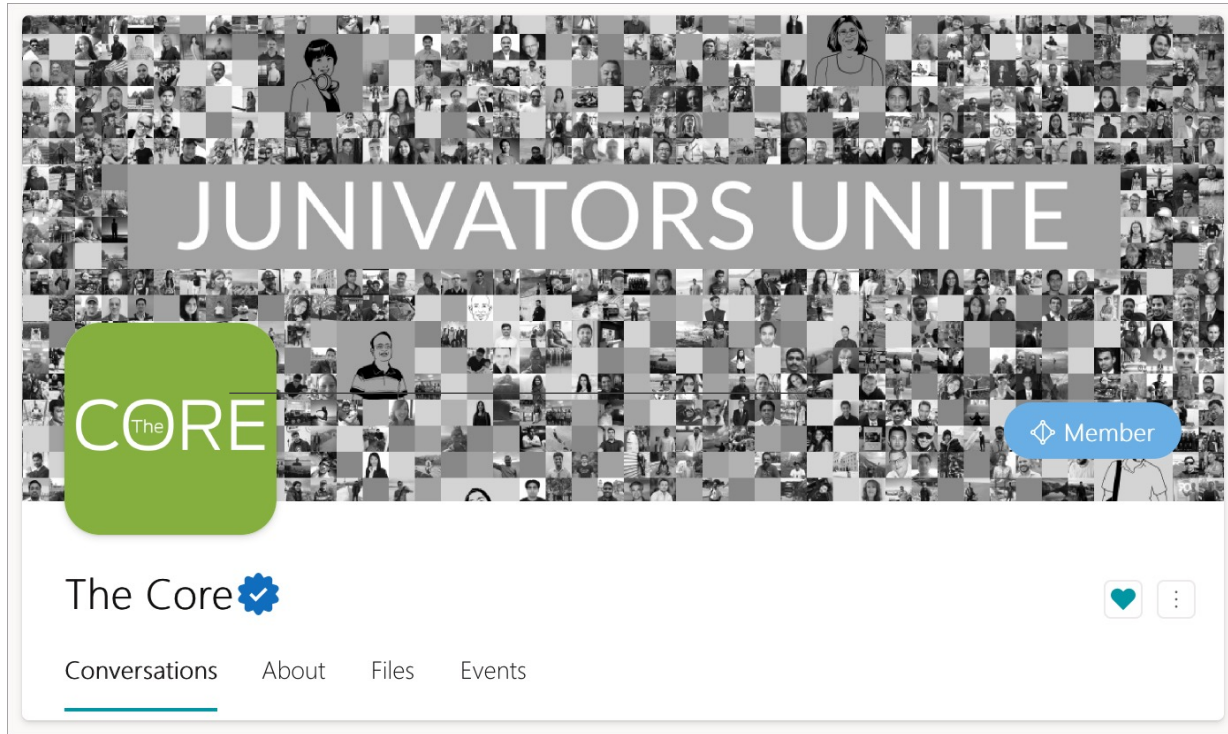 JUNIVATORS UNITE
The
CORE
Member
The Core
Conversations About Files Events